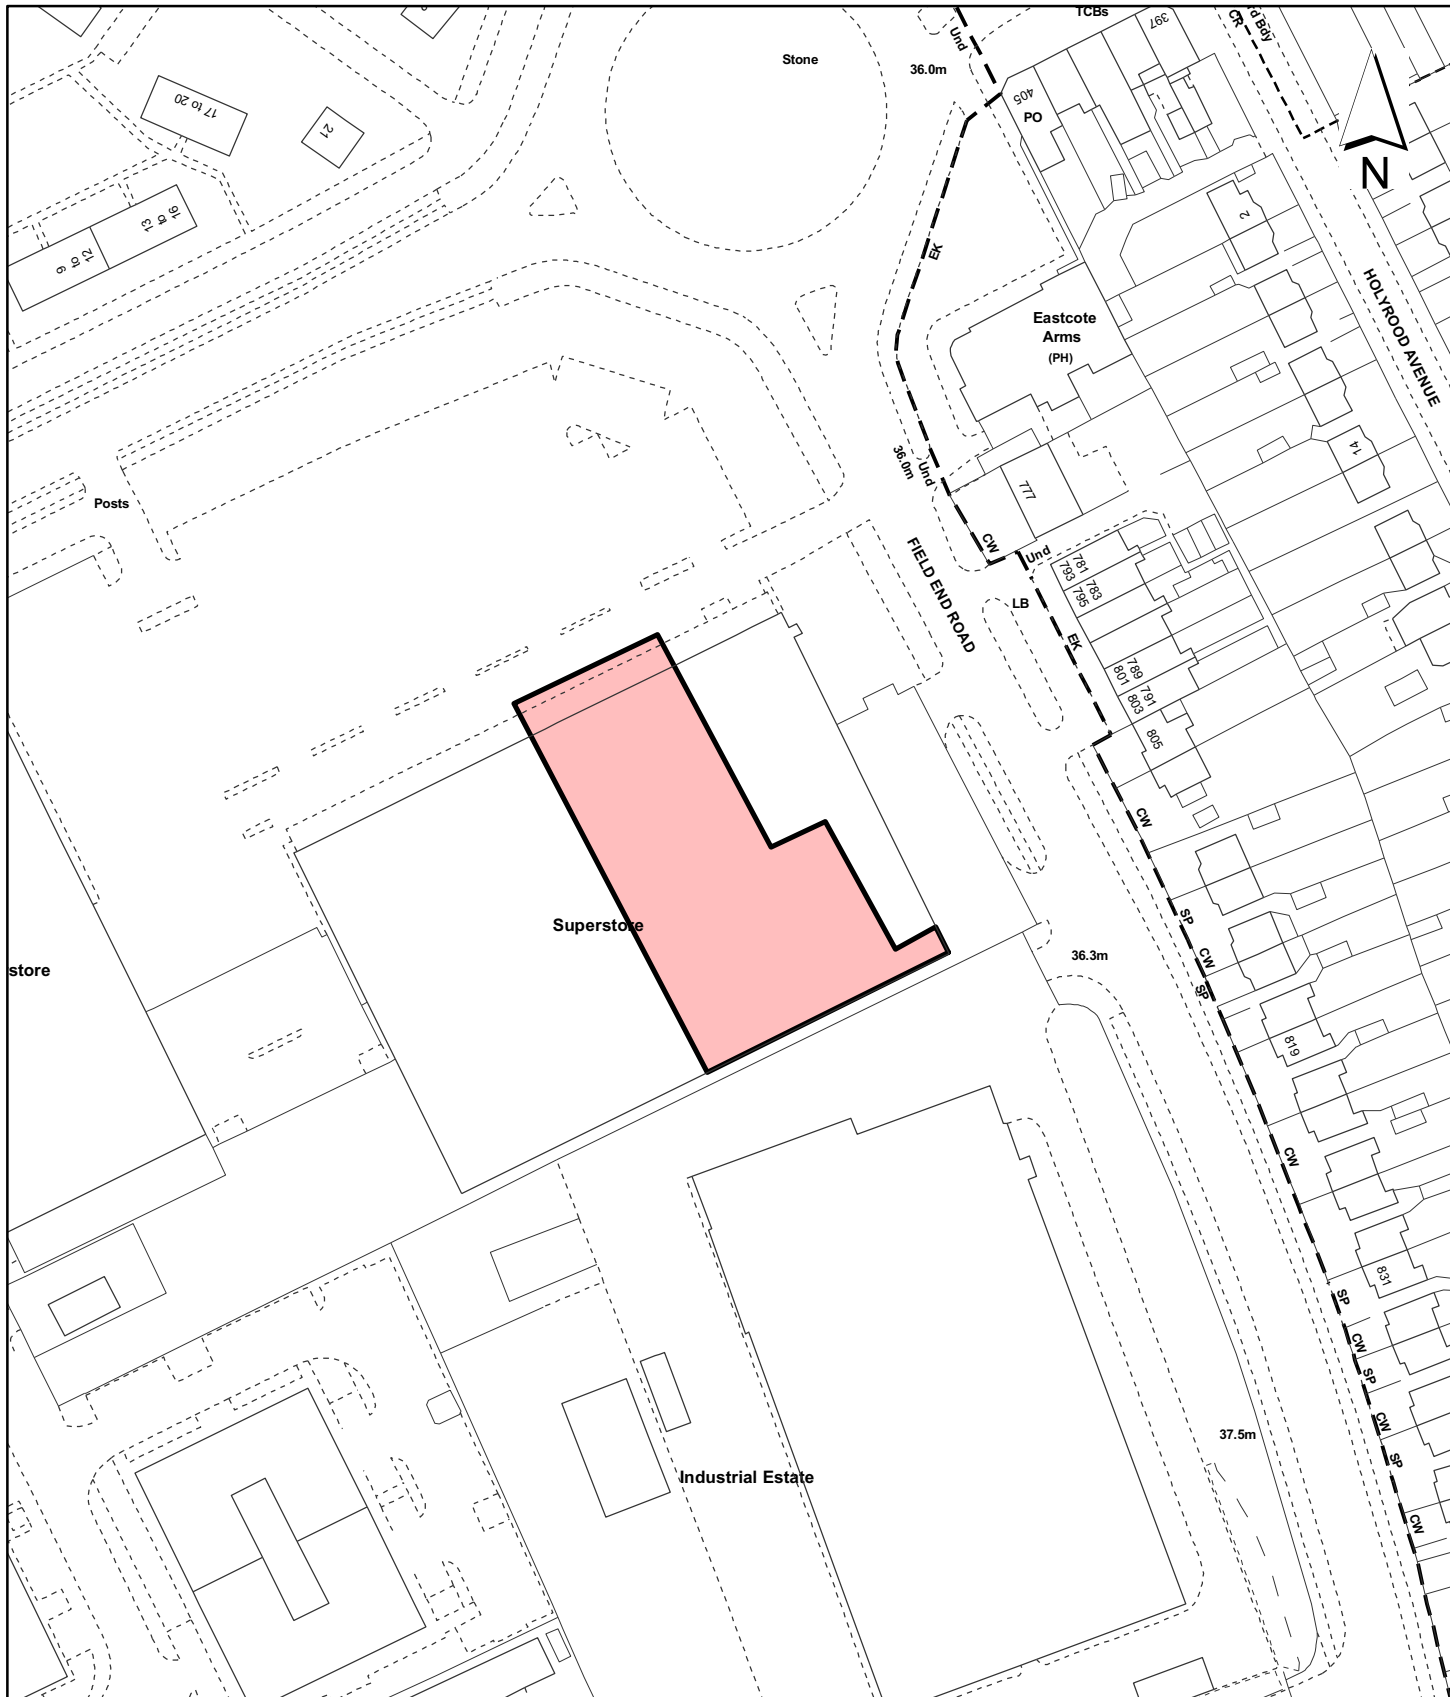 TCBs
397
CR
rd Bdy
Und
Stone
36.0m
405
PO
17 to 20
21
N
16
to
13
12
to
9
2
EK
HOLYROOD AVENUE
Eastcote
Arms
(PH)
14
36.0m
Und
777
Posts
CW
Und
FIELD END ROAD
781
793
783
795
LB
EK
789
801
791
803
805
CW
Superstore
SP
store
36.3m
CW
SP
819
CW
831
SP
CW
SP
CW
37.5m
SP
Industrial Estate
CW